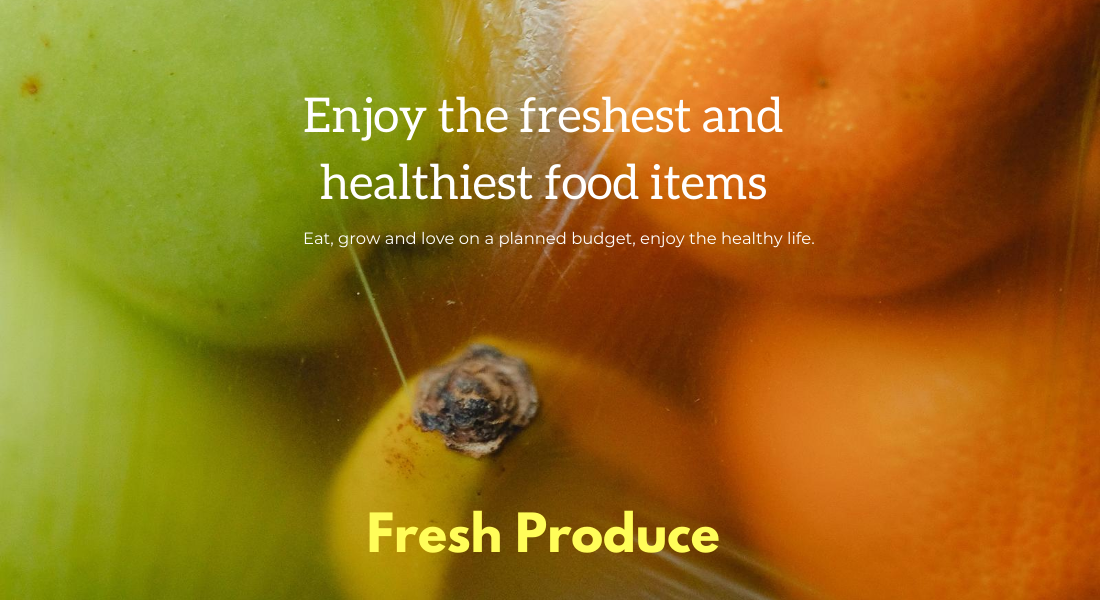 Enjoy the freshest and
healthiest food items
Eat, grow and love on a planned budget, enjoy the healthy life.
Fresh Produce